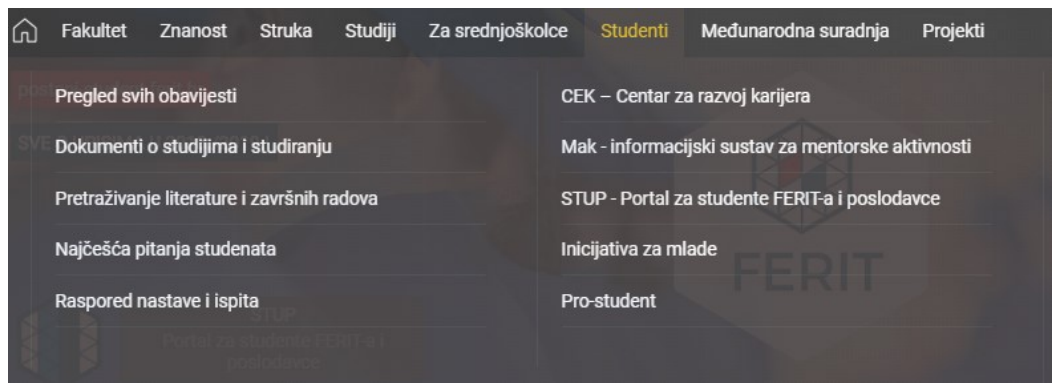 Fakultet Znanost Struka Studiji Za srednjoškolce Studenti Međunarodna suradnja Projekti
Pregled svih obavijesti
Dokumenti o studijima i studiranju
Pretraživanje literature i završnih radova
Najčešća pitanja studenata
Raspored nastave i ispita
CEK – Centar za razvoj karijera
Mak - informacijski sustav za mentorske aktivnosti
STUP - Portal za studente FERIT-a i poslodavce
Inicijativa za mlade
Pro-student
FERIT
STUP
Portal za studente FERIT-a i
poslodavce